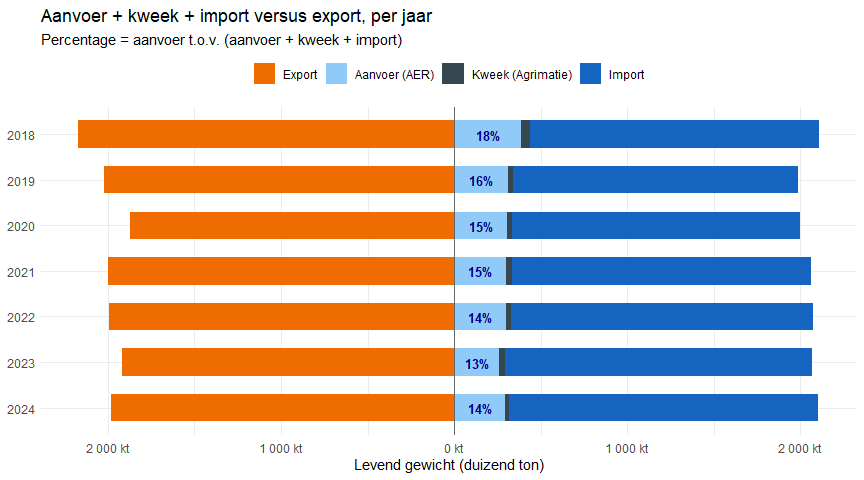 Aanvoer + kweek + import versus export, per jaar
Percentage = aanvoer t.o.v. (aanvoer + kweek + import)
Export Aanvoer (AER) Kweek (Agrimatie) Import
2018 18%
2019 16%
2020 15%
2021 15%
2022 14%
2023 13%
2024 14%
2 000 kt 1 000 kt 0 kt 1 000 kt 2 000 kt
Levend gewicht (duizend ton)